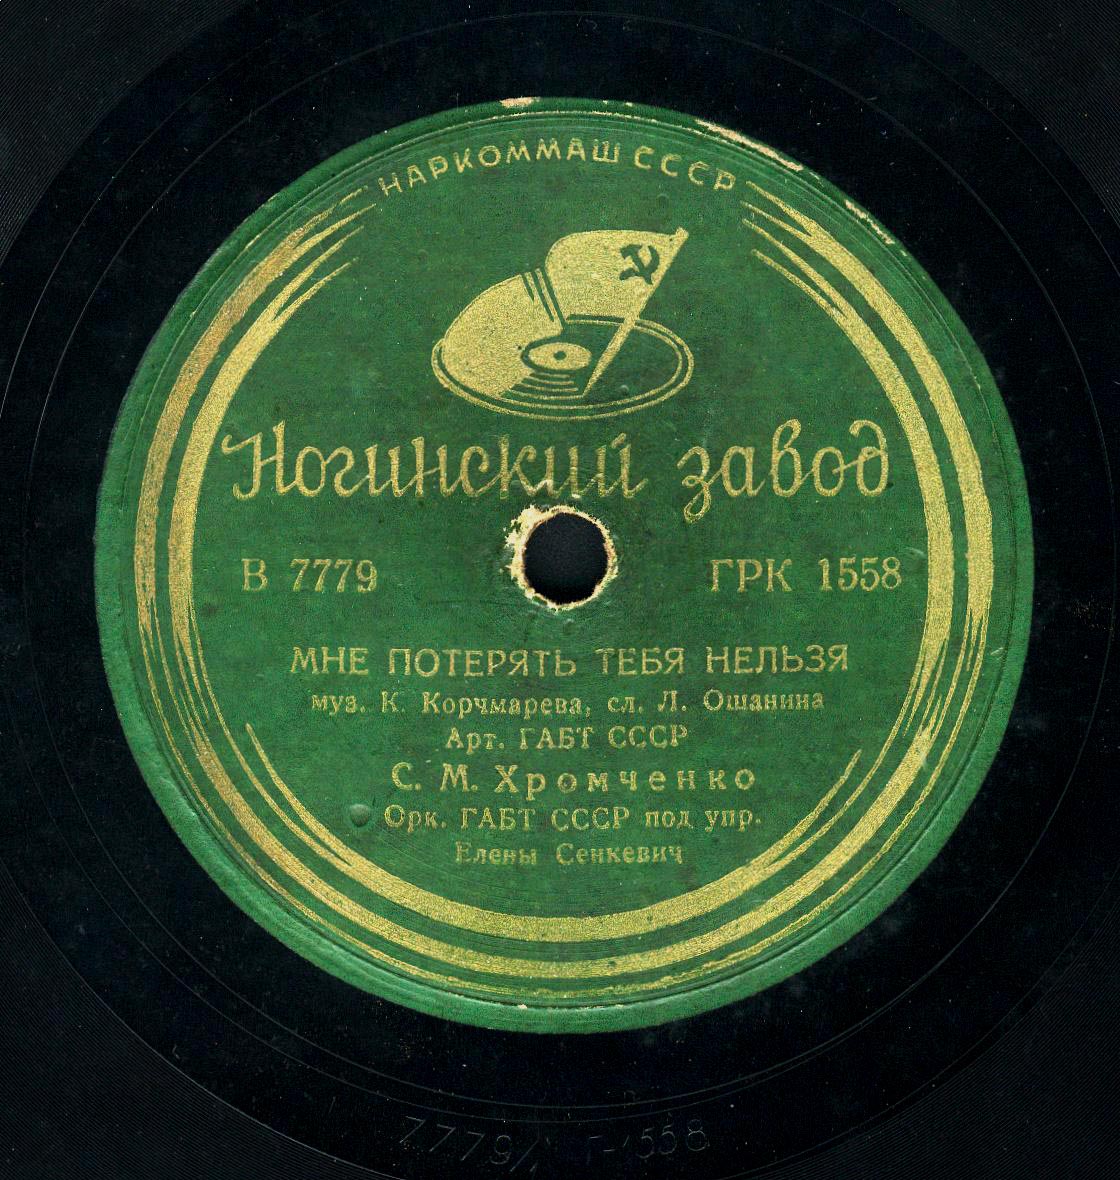 НАРКОММАШ СССР
Ногинский завод
В 7779 ГРК 1558
МНЕ ПОТЕРЯТЬ ТЕБЯ НЕЛЬЗЯ
муз. К. Корчмарева, сл. Л. Ошанина
Арт. ГАБТ СССР
С. М. Хромченко
Орк. ГАБТ СССР под упр.
Елены Сенкевич